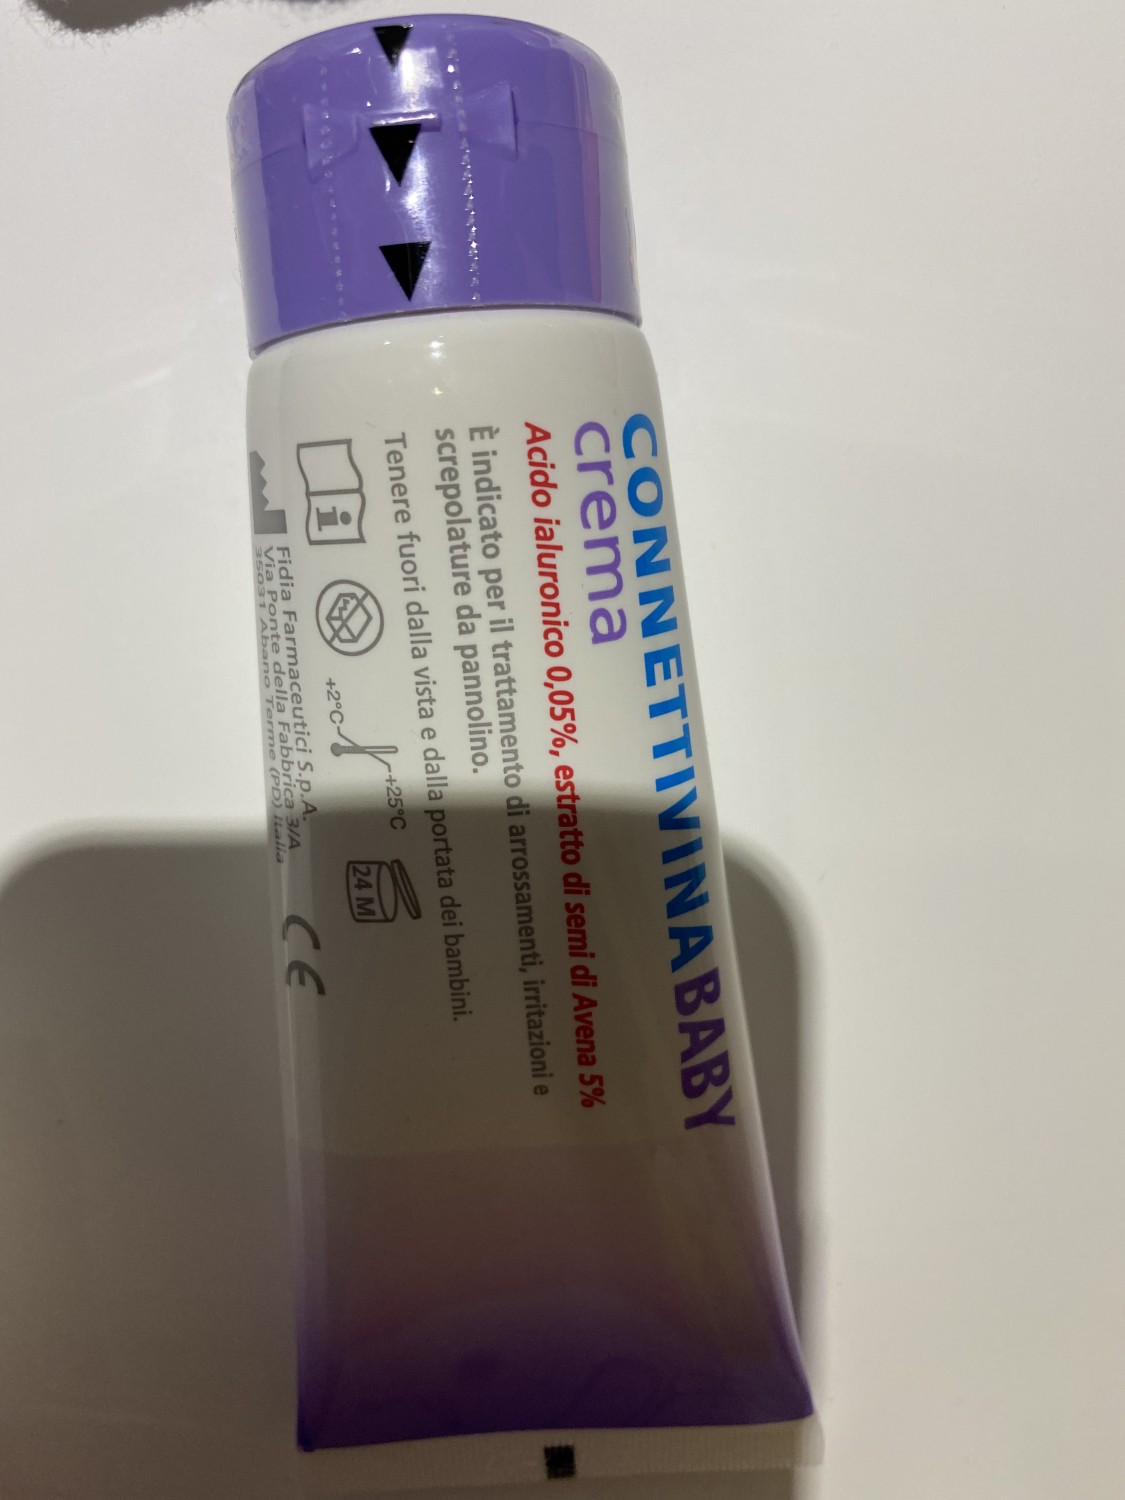 CONNETTIVINABABY
crema
Acido ialuronico 0,05%, estratto di semi di Avena 5%
È indicato per il trattamento di arrossamenti, irritazioni e
screpolature da pannolino.
Tenere fuori dalla vista e dalla portata dei bambini.
i
+2°C
+25°C
24 M
Fidia Farmaceutici S.p.A.
Via Ponte della Fabbrica 3/A
35031 Abano Terme (PD) Italia
CE